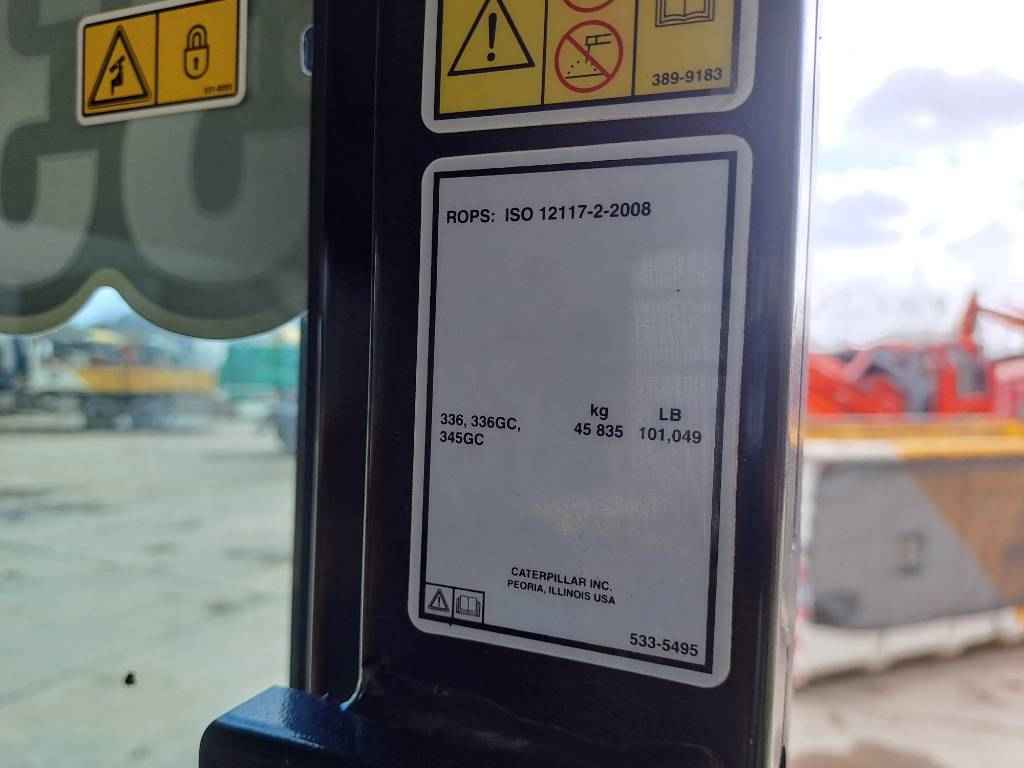 389-9183
ROPS: ISO 12117-2-2008
kg LB
336, 336GC, 45 835 101,049
345GC
CATERPILLAR INC.
PEORIA, ILLINOIS USA
533-5495